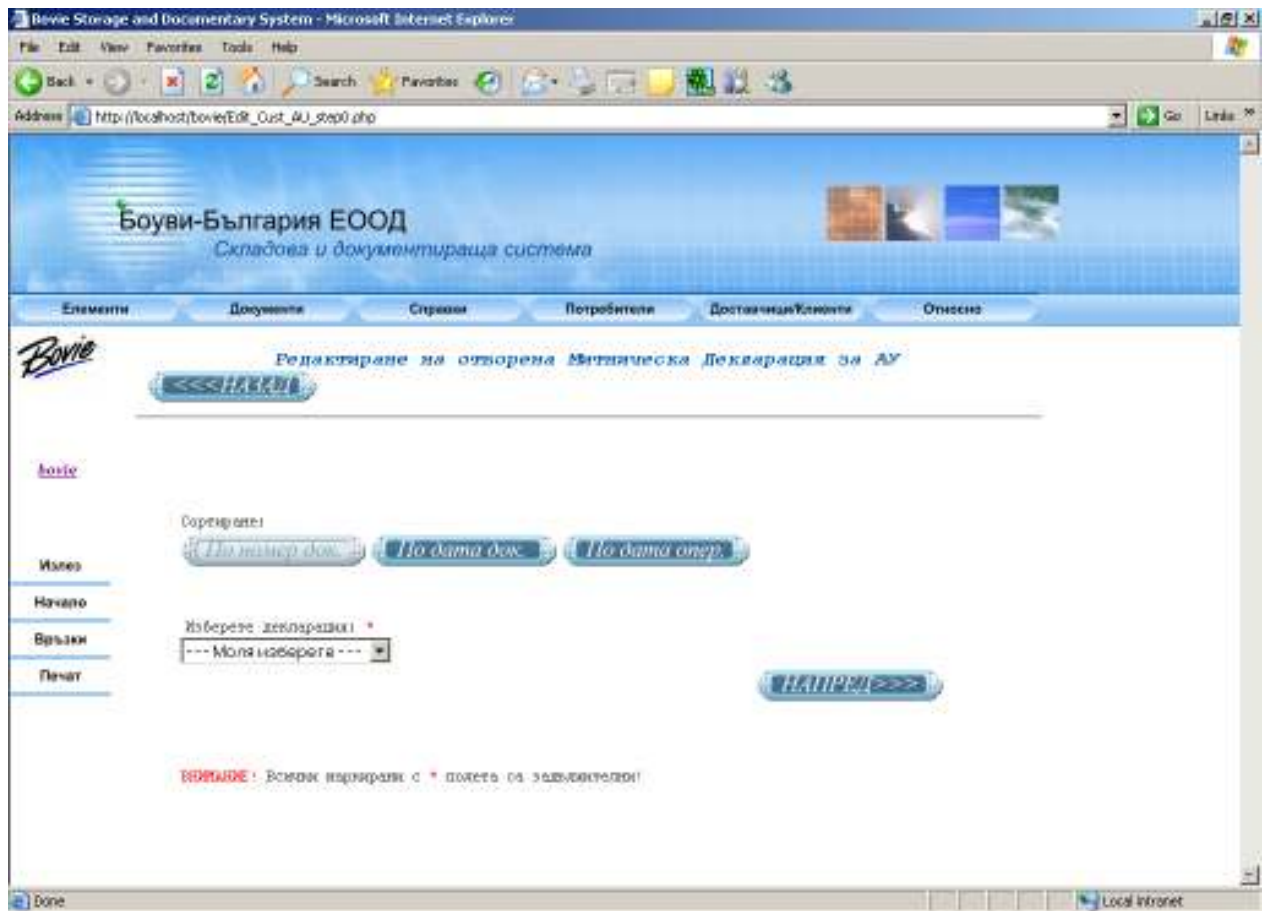 Bovie Storage and Documentary System - Microsoft Internet Explorer
File Edit View Favorites Tools Help
Back Search Favorites
Address http://localhost/bovie/Edit_Cust_AU_step0.php Go Links »
Боуви-България ЕООД
Складова и документираща система
Елементи Документи Справки Потребители Доставчици/Клиенти Относно
Bovie
Редактиране на отворена Митническа Декларация за АУ
<<<НАЗАД
bovie
Сортиране:
По номер док. По дата док. По дата опер.
Излез
Начало
Връзки
Печат
Изберете декларация: *
--- Моля изберете ---
НАПРЕД>>>
ВНИМАНИЕ! Всички маркирани с * полета са задължителни!
Done Local intranet